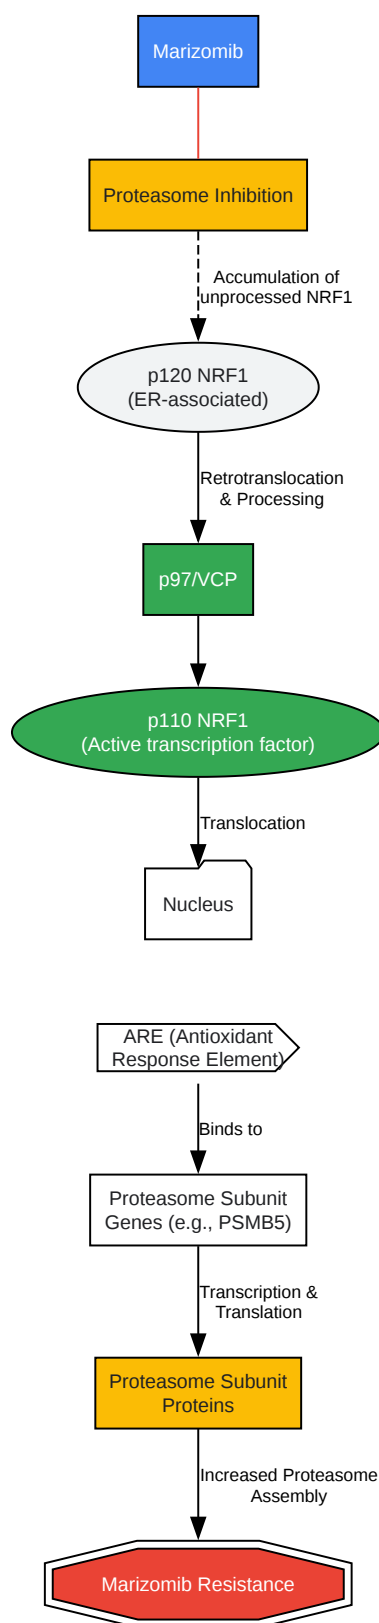 Marizomib
Proteasome Inhibition
Accumulation of
unprocessed NRF1
p120 NRF1
(ER-associated)
Retrotranslocation
& Processing
p97/VCP
p110 NRF1
(Active transcription factor)
Translocation
Nucleus
ARE (Antioxidant
Response Element)
Binds to
Proteasome Subunit
Genes (e.g., PSMB5)
Transcription &
Translation
Proteasome Subunit
Proteins
Increased Proteasome
Assembly
Marizomib Resistance